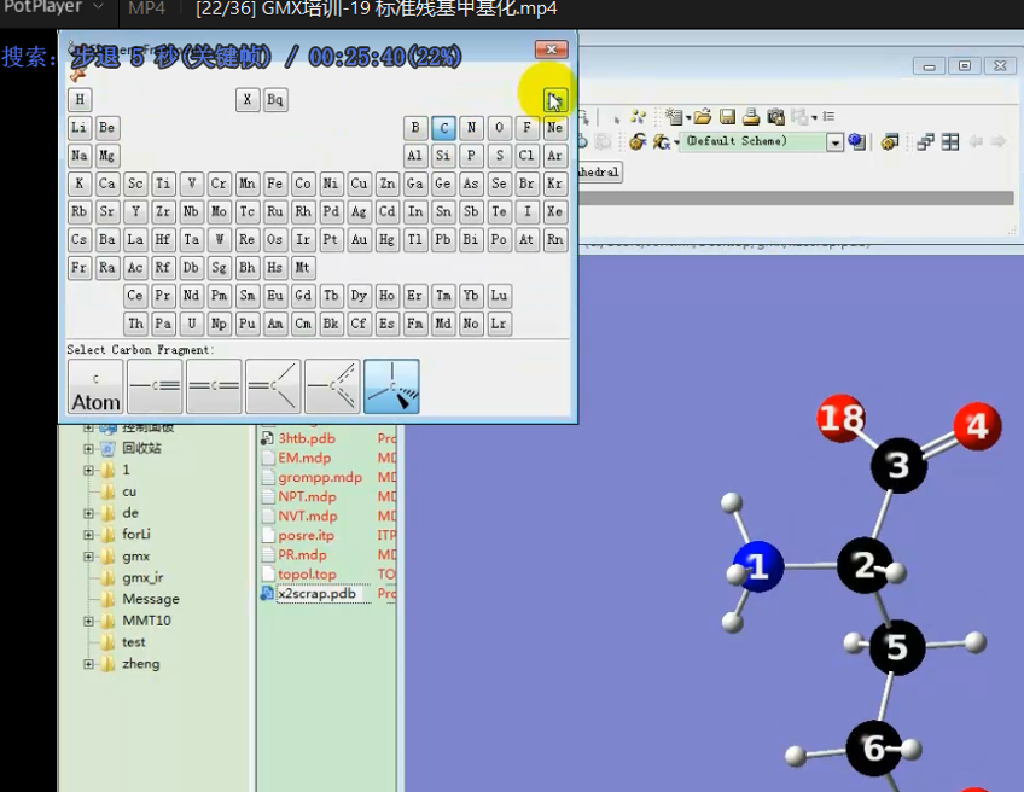 PotPlayer MP4 [22/36] GMX培训-19 标准残基甲基化.mp4
搜索: 步退 5 秒(关键帧) / 00:25:40(22%)
H X Bq
Li Be B C N O F Ne
Na Mg Al Si P S Cl Ar
K Ca Sc Ti V Cr Mn Fe Co Ni Cu Zn Ga Ge As Se Br Kr
(Default Scheme)
Rb Sr Y Zr Nb Mo Tc Ru Rh Pd Ag Cd In Sn Sb Te I Xe
Cs Ba La Hf Ta W Re Os Ir Pt Au Hg Tl Pb Bi Po At Rn
Fr Ra Ac Rf Db Sg Bh Hs Mt
Ce Pr Nd Pm Sm Eu Gd Tb Dy Ho Er Tm Yb Lu
Th Pa U Np Pu Am Cm Bk Cf Es Fm Md No Lr
Select Carbon Fragment:
C
Atom
C C C C C
控制面板
回收站
1
cu
de
forLi
gmx
gmx_ir
Message
MMT10
test
zheng
3htb.pdb Pro
EM.mdp MD
grompp.mdp MD
NPT.mdp MD
NVT.mdp MD
posre.itp ITP
PR.mdp MD
topol.top TO
x2scrap.pdb Pro
18
4
3
1
2
5
6